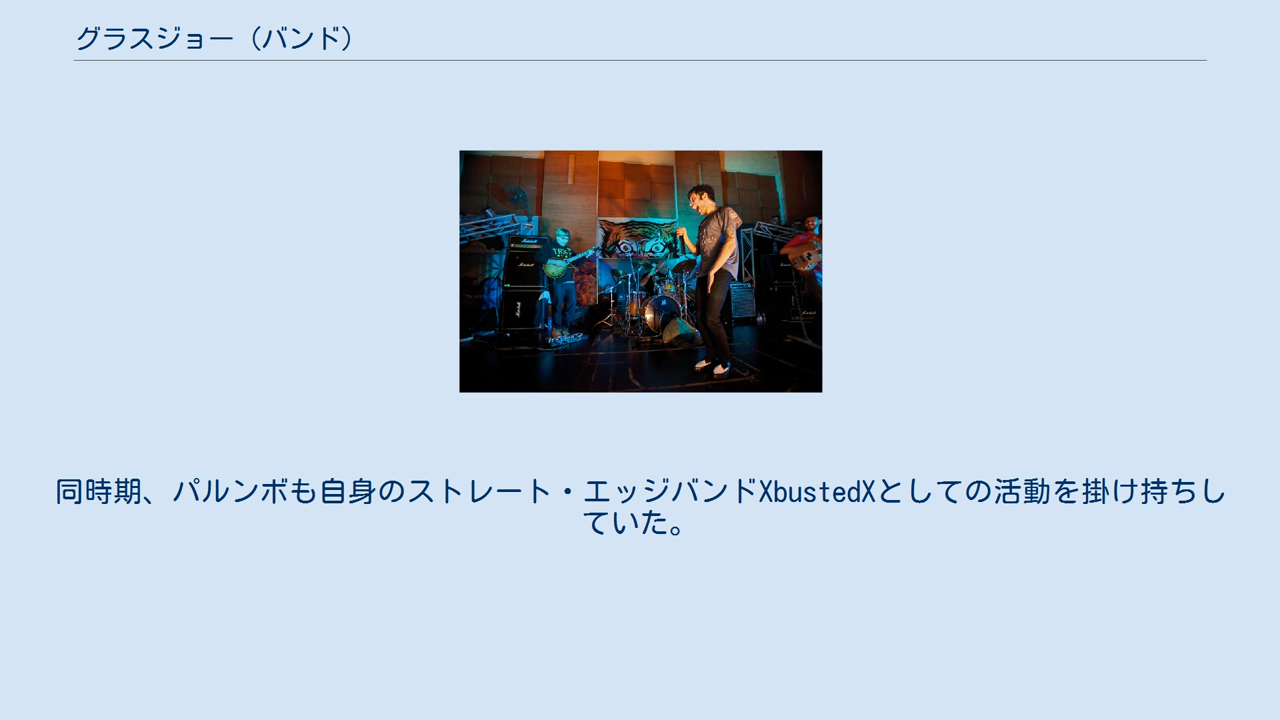 グラスジョー（バンド）
同時期、パルンボも自身のストレート・エッジバンドXbustedXとしての活動を掛け持ちし
ていた。